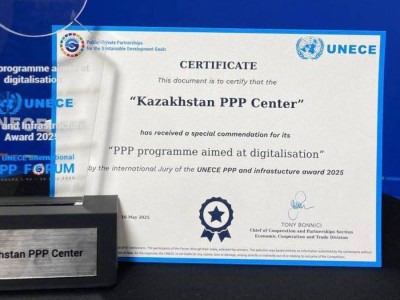 Public-Private Partnerships
for the Sustainable Development Goals
UNECE
CERTIFICATE
This document is to certify that the
“Kazakhstan PPP Center”
has received a special commendation for its
“PPP programme aimed at digitalisation”
by the international Jury of the UNECE PPP and infrastucture award 2025
16 May 2025
TONY BONNICI
Chief of Cooperation and Partnerships Section
Economic Cooperation and Trade Division
programme aimed at
digitalisation
UNECE
and Infrastru
Award 2025
UNECE International
PPP FORUM
hstan PPP Center